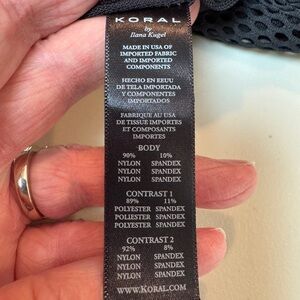 KORAL
by
Ilana Kugel
MADE IN USA OF
IMPORTED FABRIC
AND IMPORTED
COMPONENTS
HECHO EN EEUU
DE TELA IMPORTADA
Y COMPONENTES
IMPORTADOS
FABRIQUE AU USA
DE TISSUE IMPORTES
ET COMPOSANTS
IMPORTES
BODY
90% 10%
NYLON SPANDEX
NYLON SPANDEX
NYLON SPANDEX
CONTRAST 1
89% 11%
POLYESTER SPANDEX
POLIESTER SPANDEX
POLYESTER SPANDEX
CONTRAST 2
92% 8%
NYLON SPANDEX
NYLON SPANDEX
NYLON SPANDEX
WWW.KORAL.COM